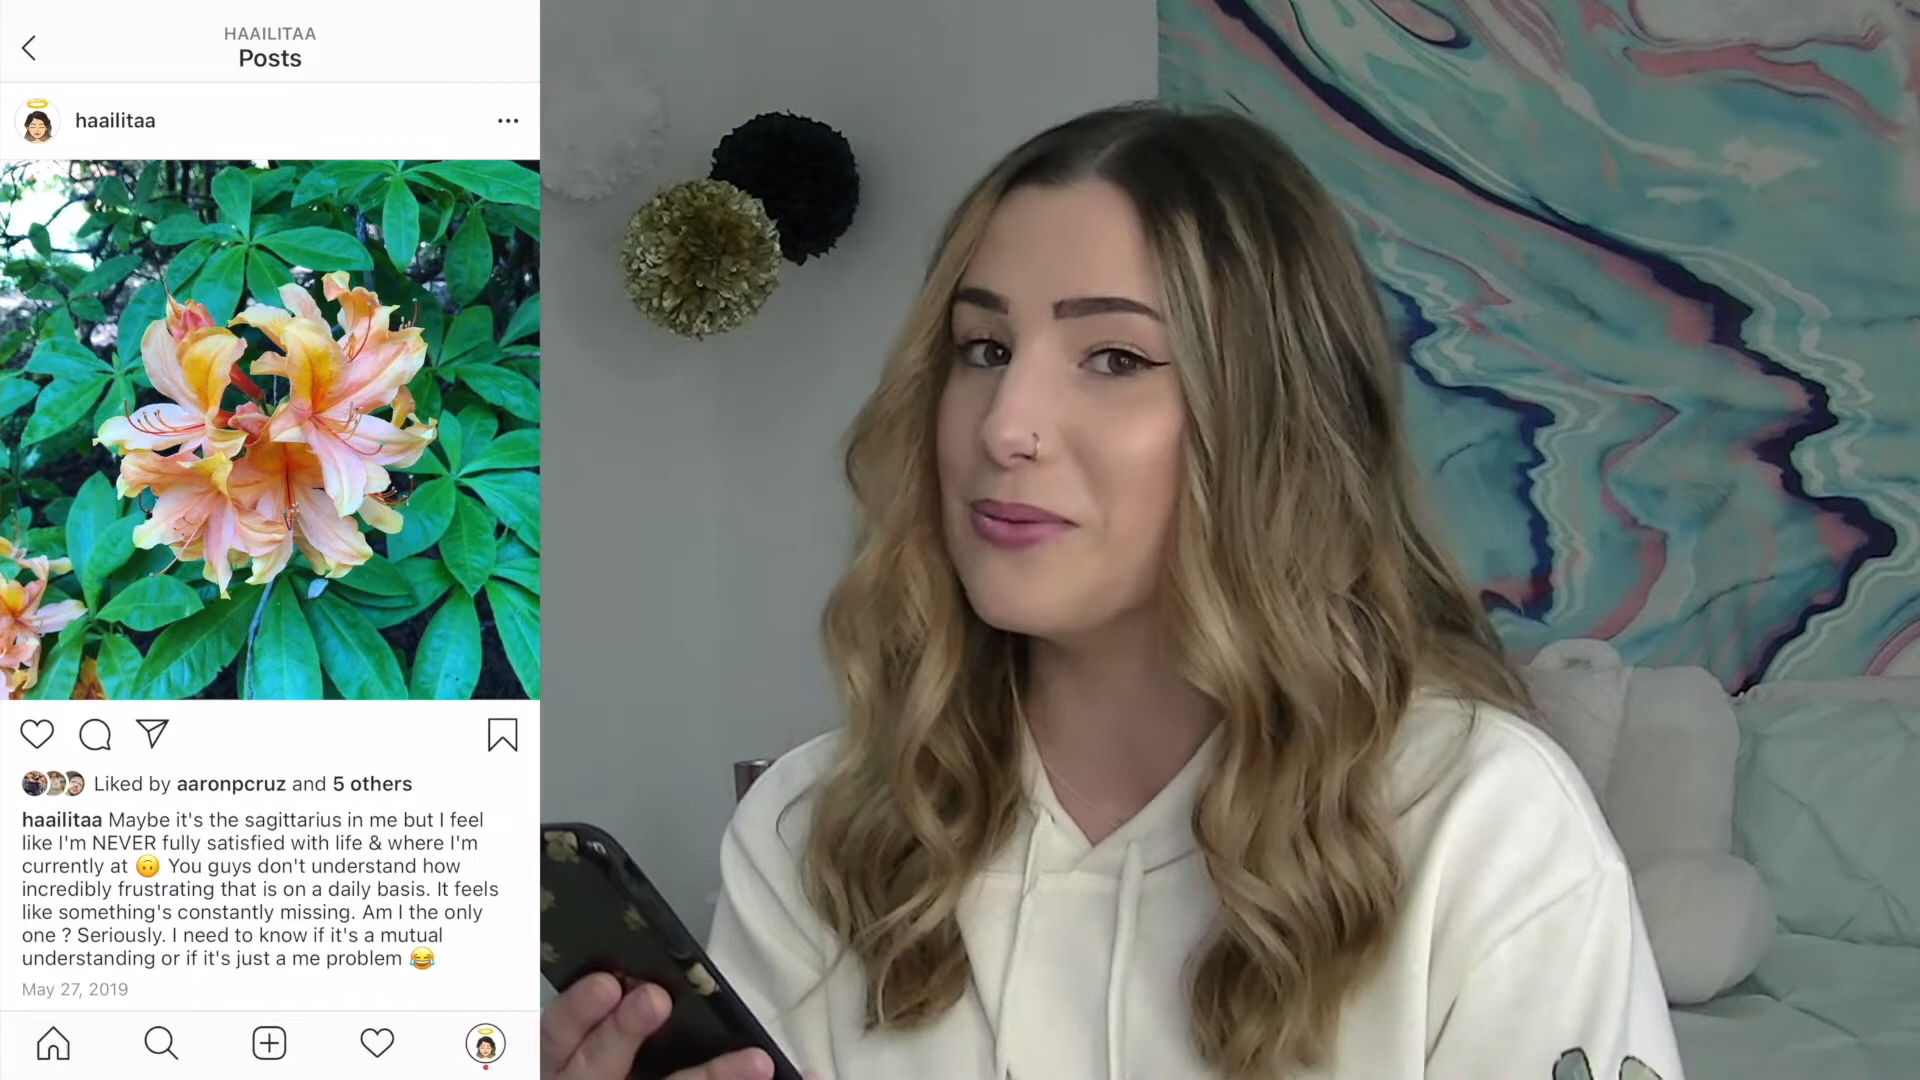 HAAILITAA
Posts
haailitaa
Liked by aaronpcruz and 5 others
haailitaa Maybe it's the sagittarius in me but I feel
like I'm NEVER fully satisfied with life & where I'm
currently at 🙃 You guys don't understand how
incredibly frustrating that is on a daily basis. It feels
like something's constantly missing. Am I the only
one ? Seriously. I need to know if it's a mutual
understanding or if it's just a me problem 😂
May 27, 2019